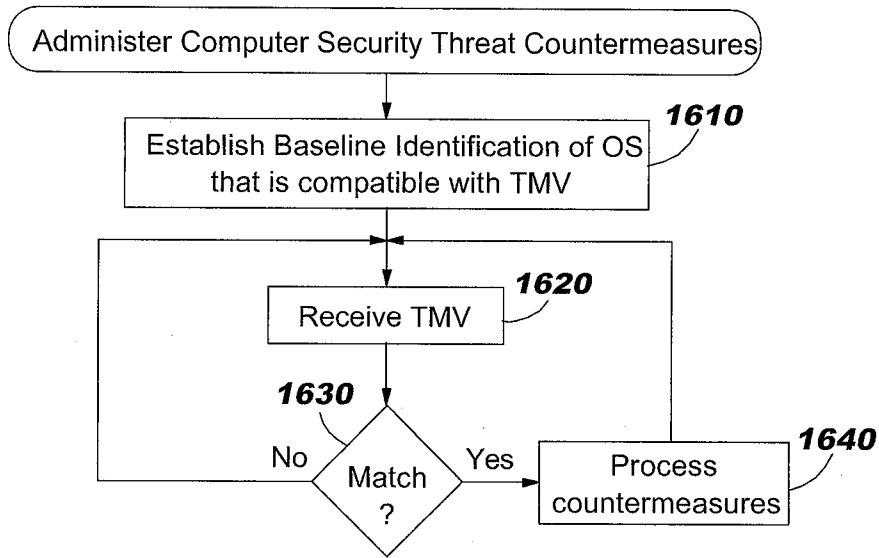 Administer Computer Security Threat Countermeasures
1610
Establish Baseline Identification of OS
that is compatible with TMV
1620
Receive TMV
1630
No
Match
?
Yes
1640
Process
countermeasures